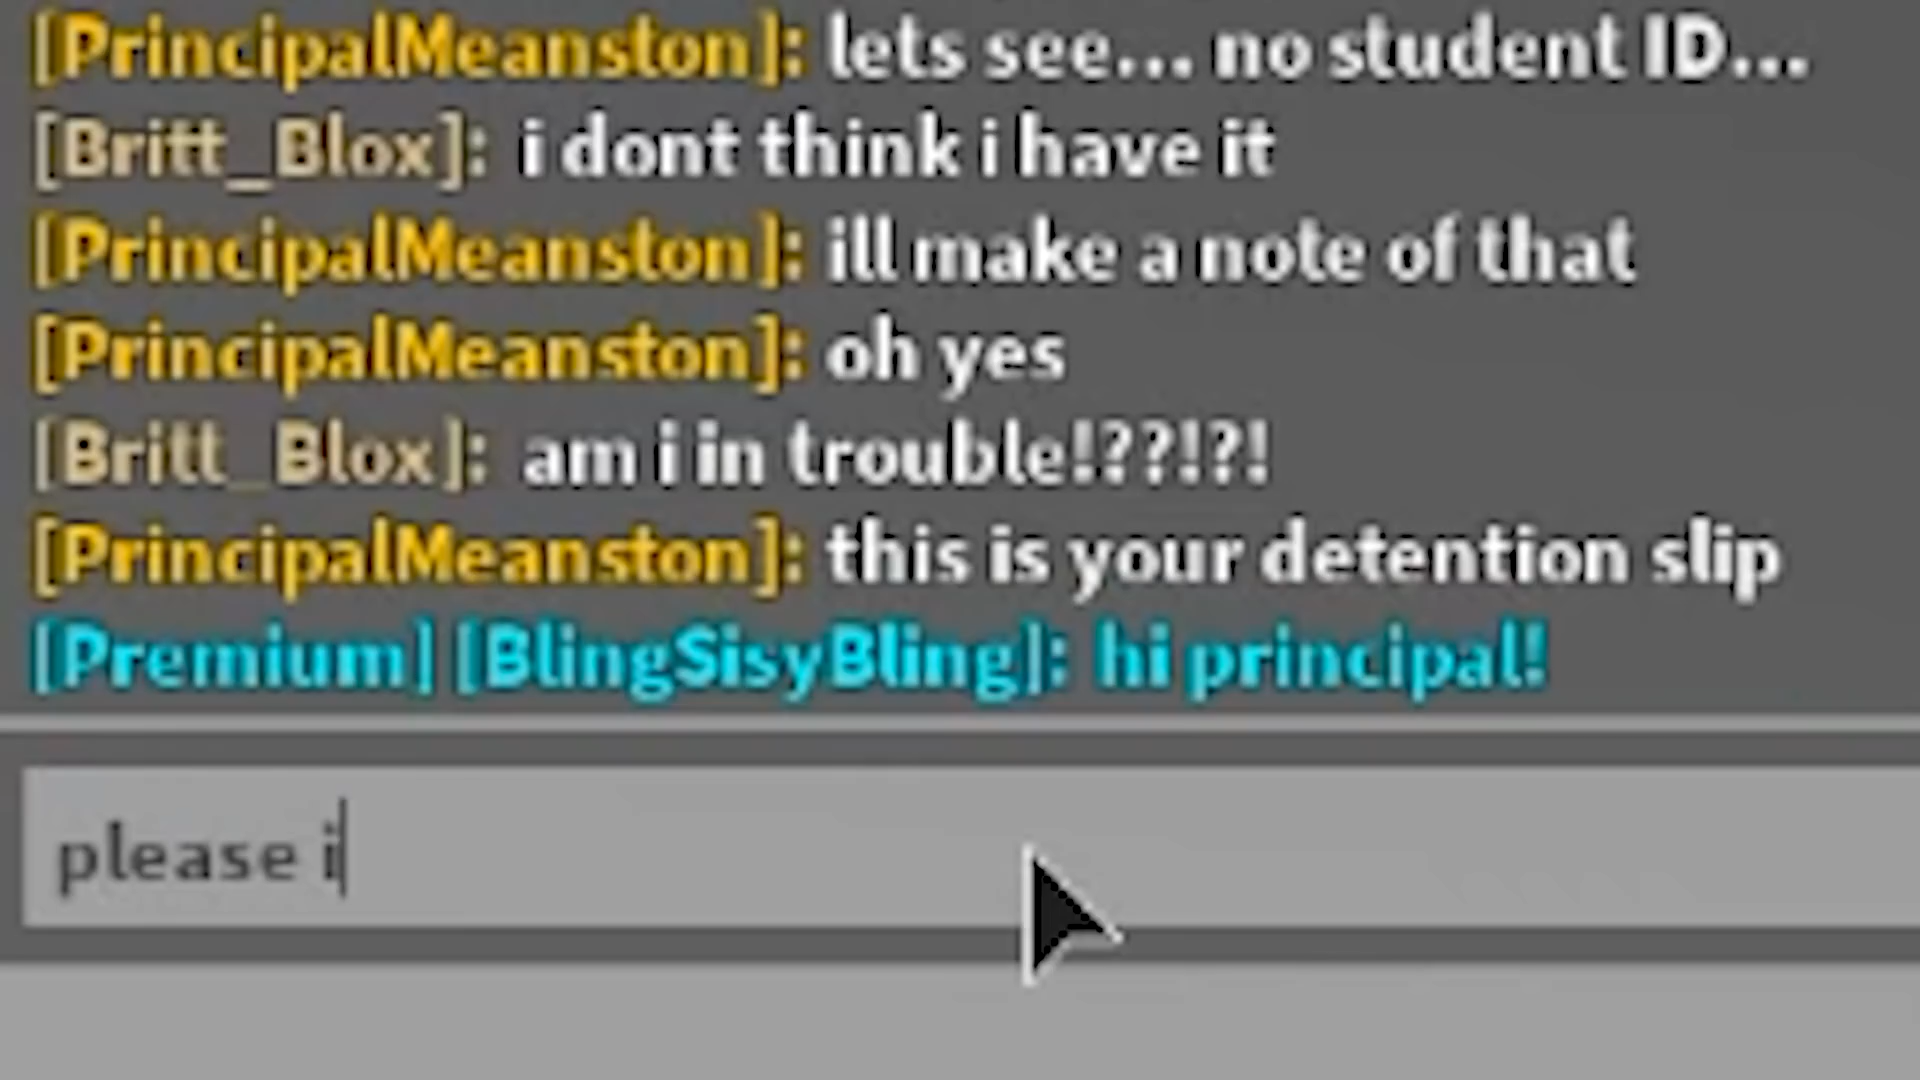 [PrincipalMeanston]: lets see... no student ID...
[Britt_Blox]: i dont think i have it
[PrincipalMeanston]: ill make a note of that
[PrincipalMeanston]: oh yes
[Britt_Blox]: am i in trouble!??!?!
[PrincipalMeanston]: this is your detention slip
[Premium] [BlingSisyBling]: hi principal!
please i